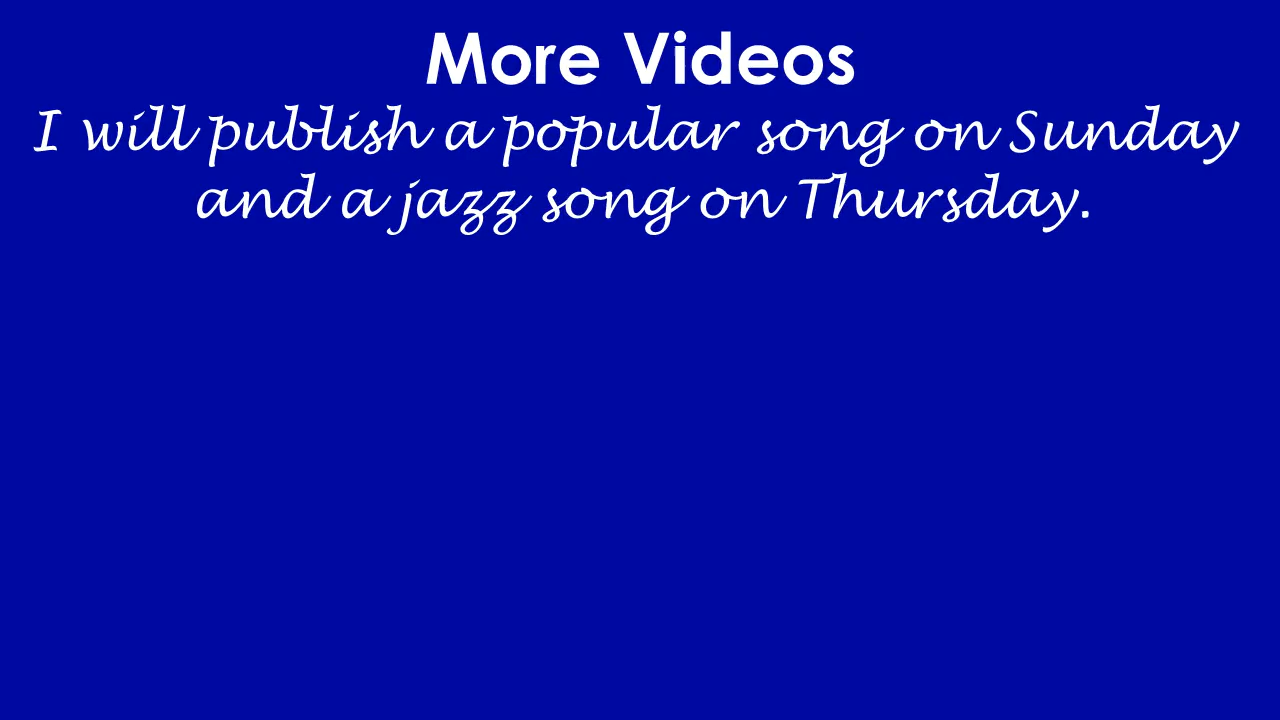 More Videos
I will publish a popular song on Sunday
and a jazz song on Thursday.